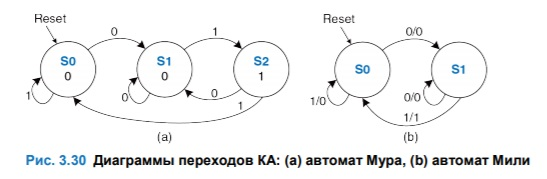 Reset
Reset
0
1
0/0
S0
0
S1
0
S2
1
S0
S1
1
0
0
1
1/0
0/0
1/1
(a)
(b)
Рис. 3.30 Диаграммы переходов КА: (a) автомат Мура, (b) автомат Мили